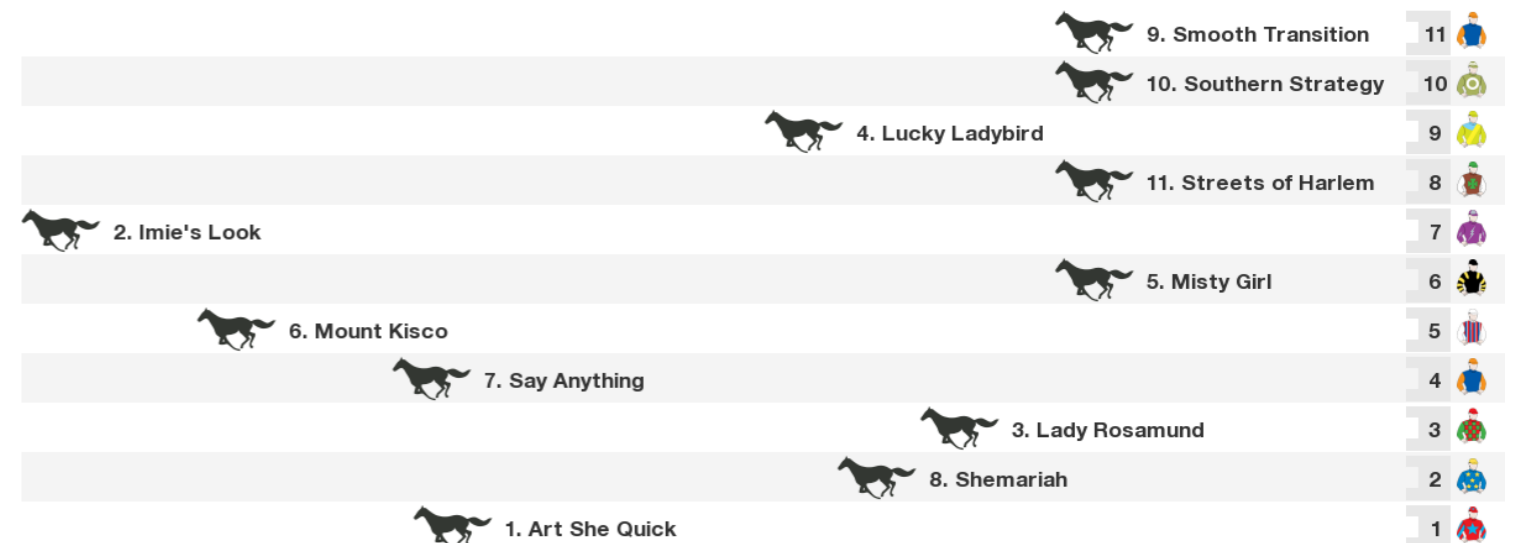 9. Smooth Transition 11
10. Southern Strategy 10
4. Lucky Ladybird 9
11. Streets of Harlem 8
2. Imie's Look 7
5. Misty Girl 6
6. Mount Kisco 5
7. Say Anything 4
3. Lady Rosamund 3
8. Shemariah 2
1. Art She Quick 1